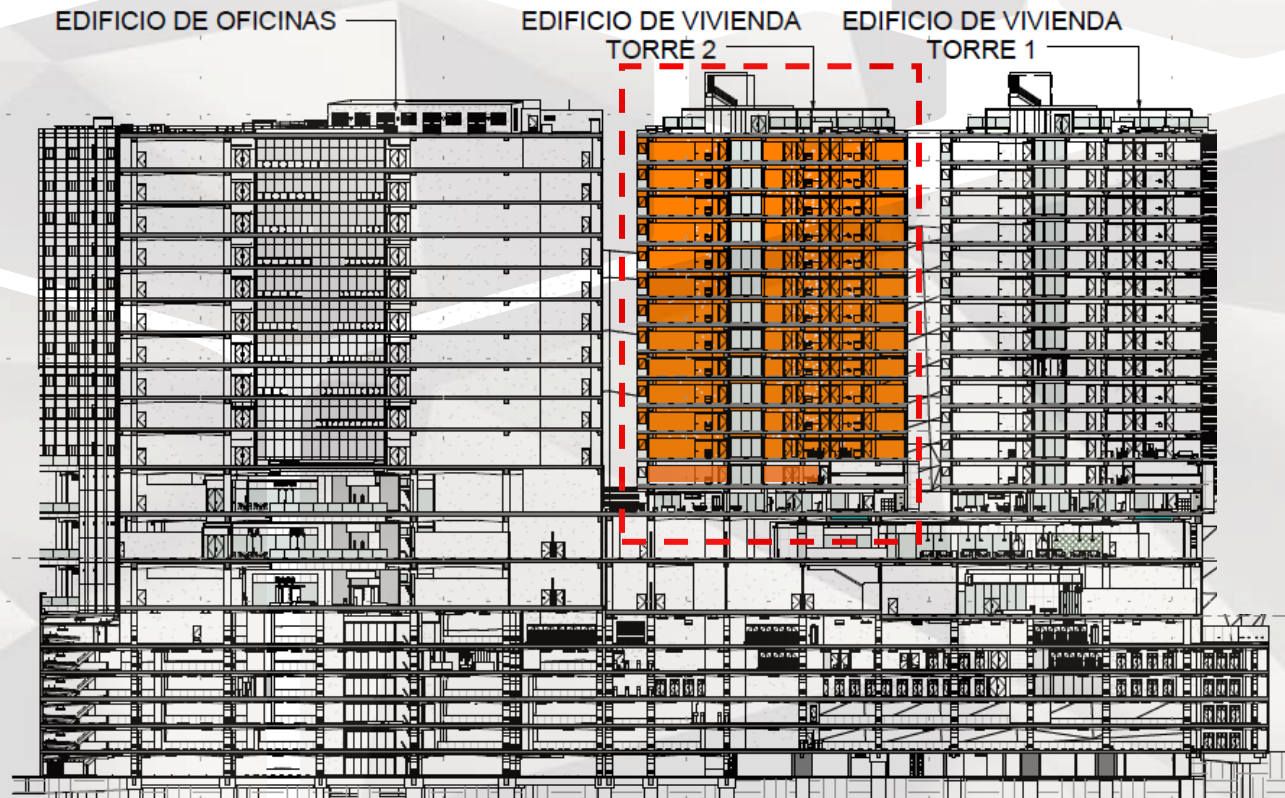 EDIFICIO DE OFICINAS
EDIFICIO DE VIVIENDA
TORRE 2
EDIFICIO DE VIVIENDA
TORRE 1